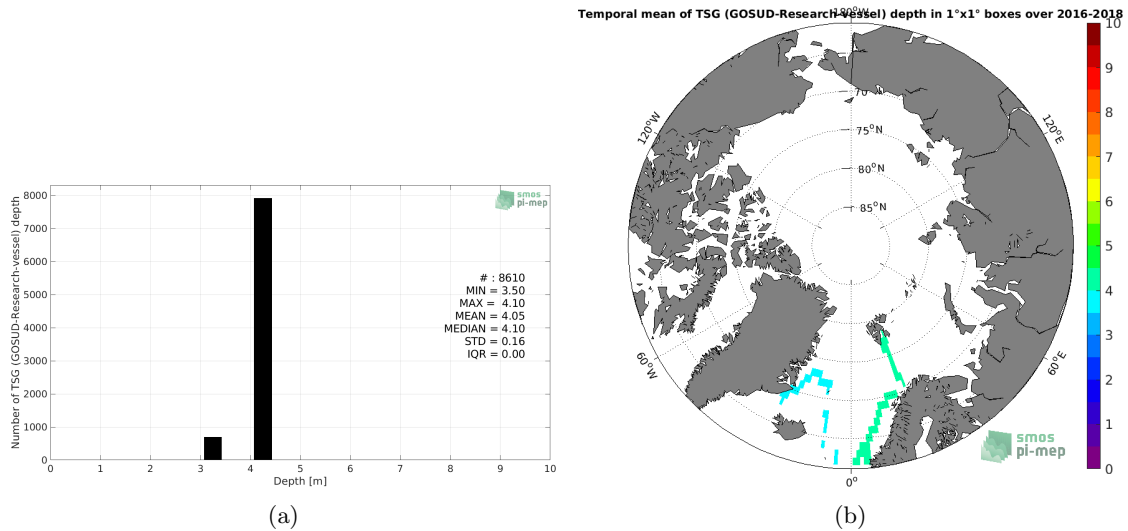 Number of TSG (GOSUD-Research-vessel) depth
8000
7000
6000
5000
4000
3000
2000
1000
0
0 1 2 3 4 5 6 7 8 9 10
Depth [m]
smos
pi-mep
# : 8610
MIN = 3.50
MAX = 4.10
MEAN = 4.05
MEDIAN = 4.10
STD = 0.16
IQR = 0.00
(a)
Temporal mean of TSG (GOSUD-Research-vessel) depth in 1°x1° boxes over 2016-2018
180°W
120°W
120°E
60°W
60°E
0°
70
75°N
80°N
85°N
smos
pi-mep
10
9
8
7
6
5
4
3
2
1
0
(b)